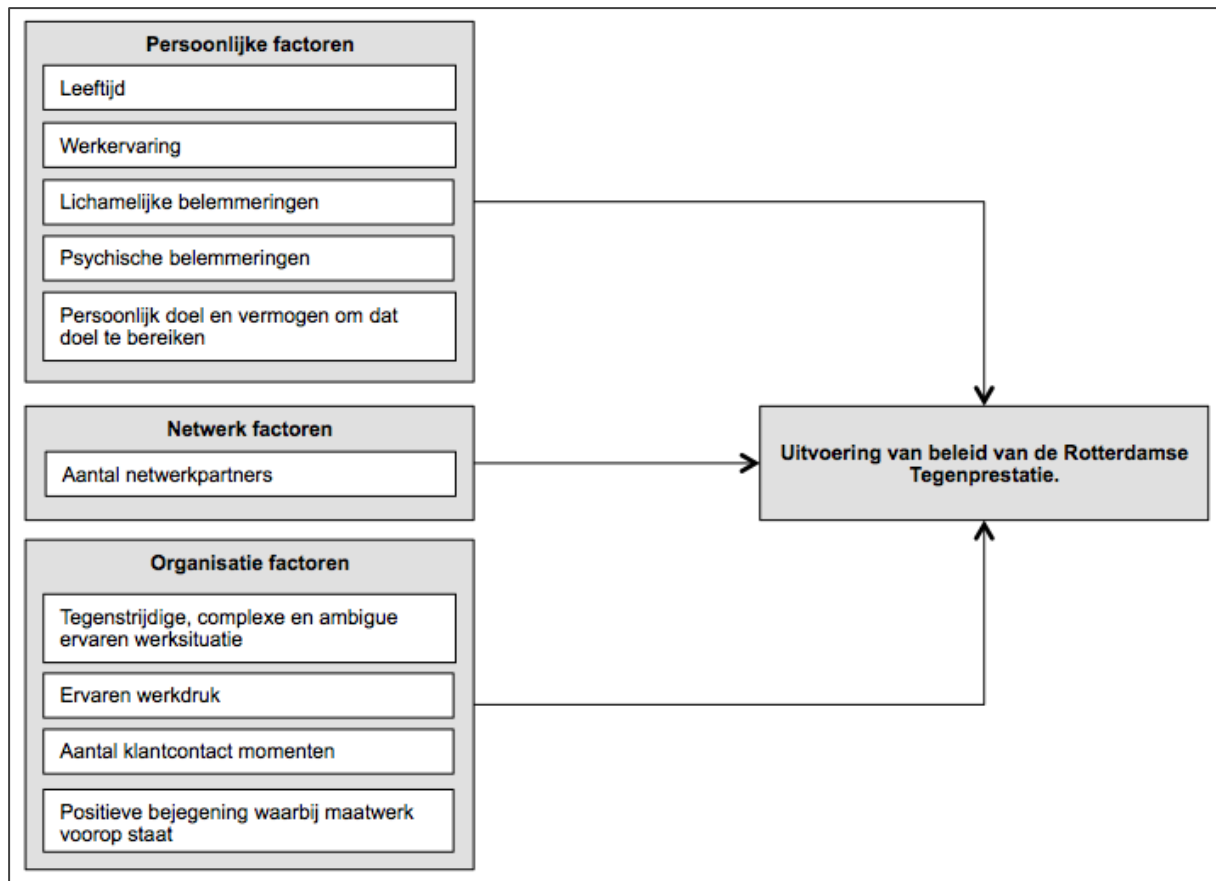 Persoonlijke factoren
Leeftijd
Werkervaring
Lichamelijke belemmeringen
Psychische belemmeringen
Persoonlijk doel en vermogen om dat
doel te bereiken
Netwerk factoren
Aantal netwerkpartners
Organisatie factoren
Tegenstrijdige, complexe en ambigue
ervaren werksituatie
Ervaren werkdruk
Aantal klantcontact momenten
Positieve bejegening waarbij maatwerk
voorop staat
Uitvoering van beleid van de Rotterdamse
Tegenprestatie.